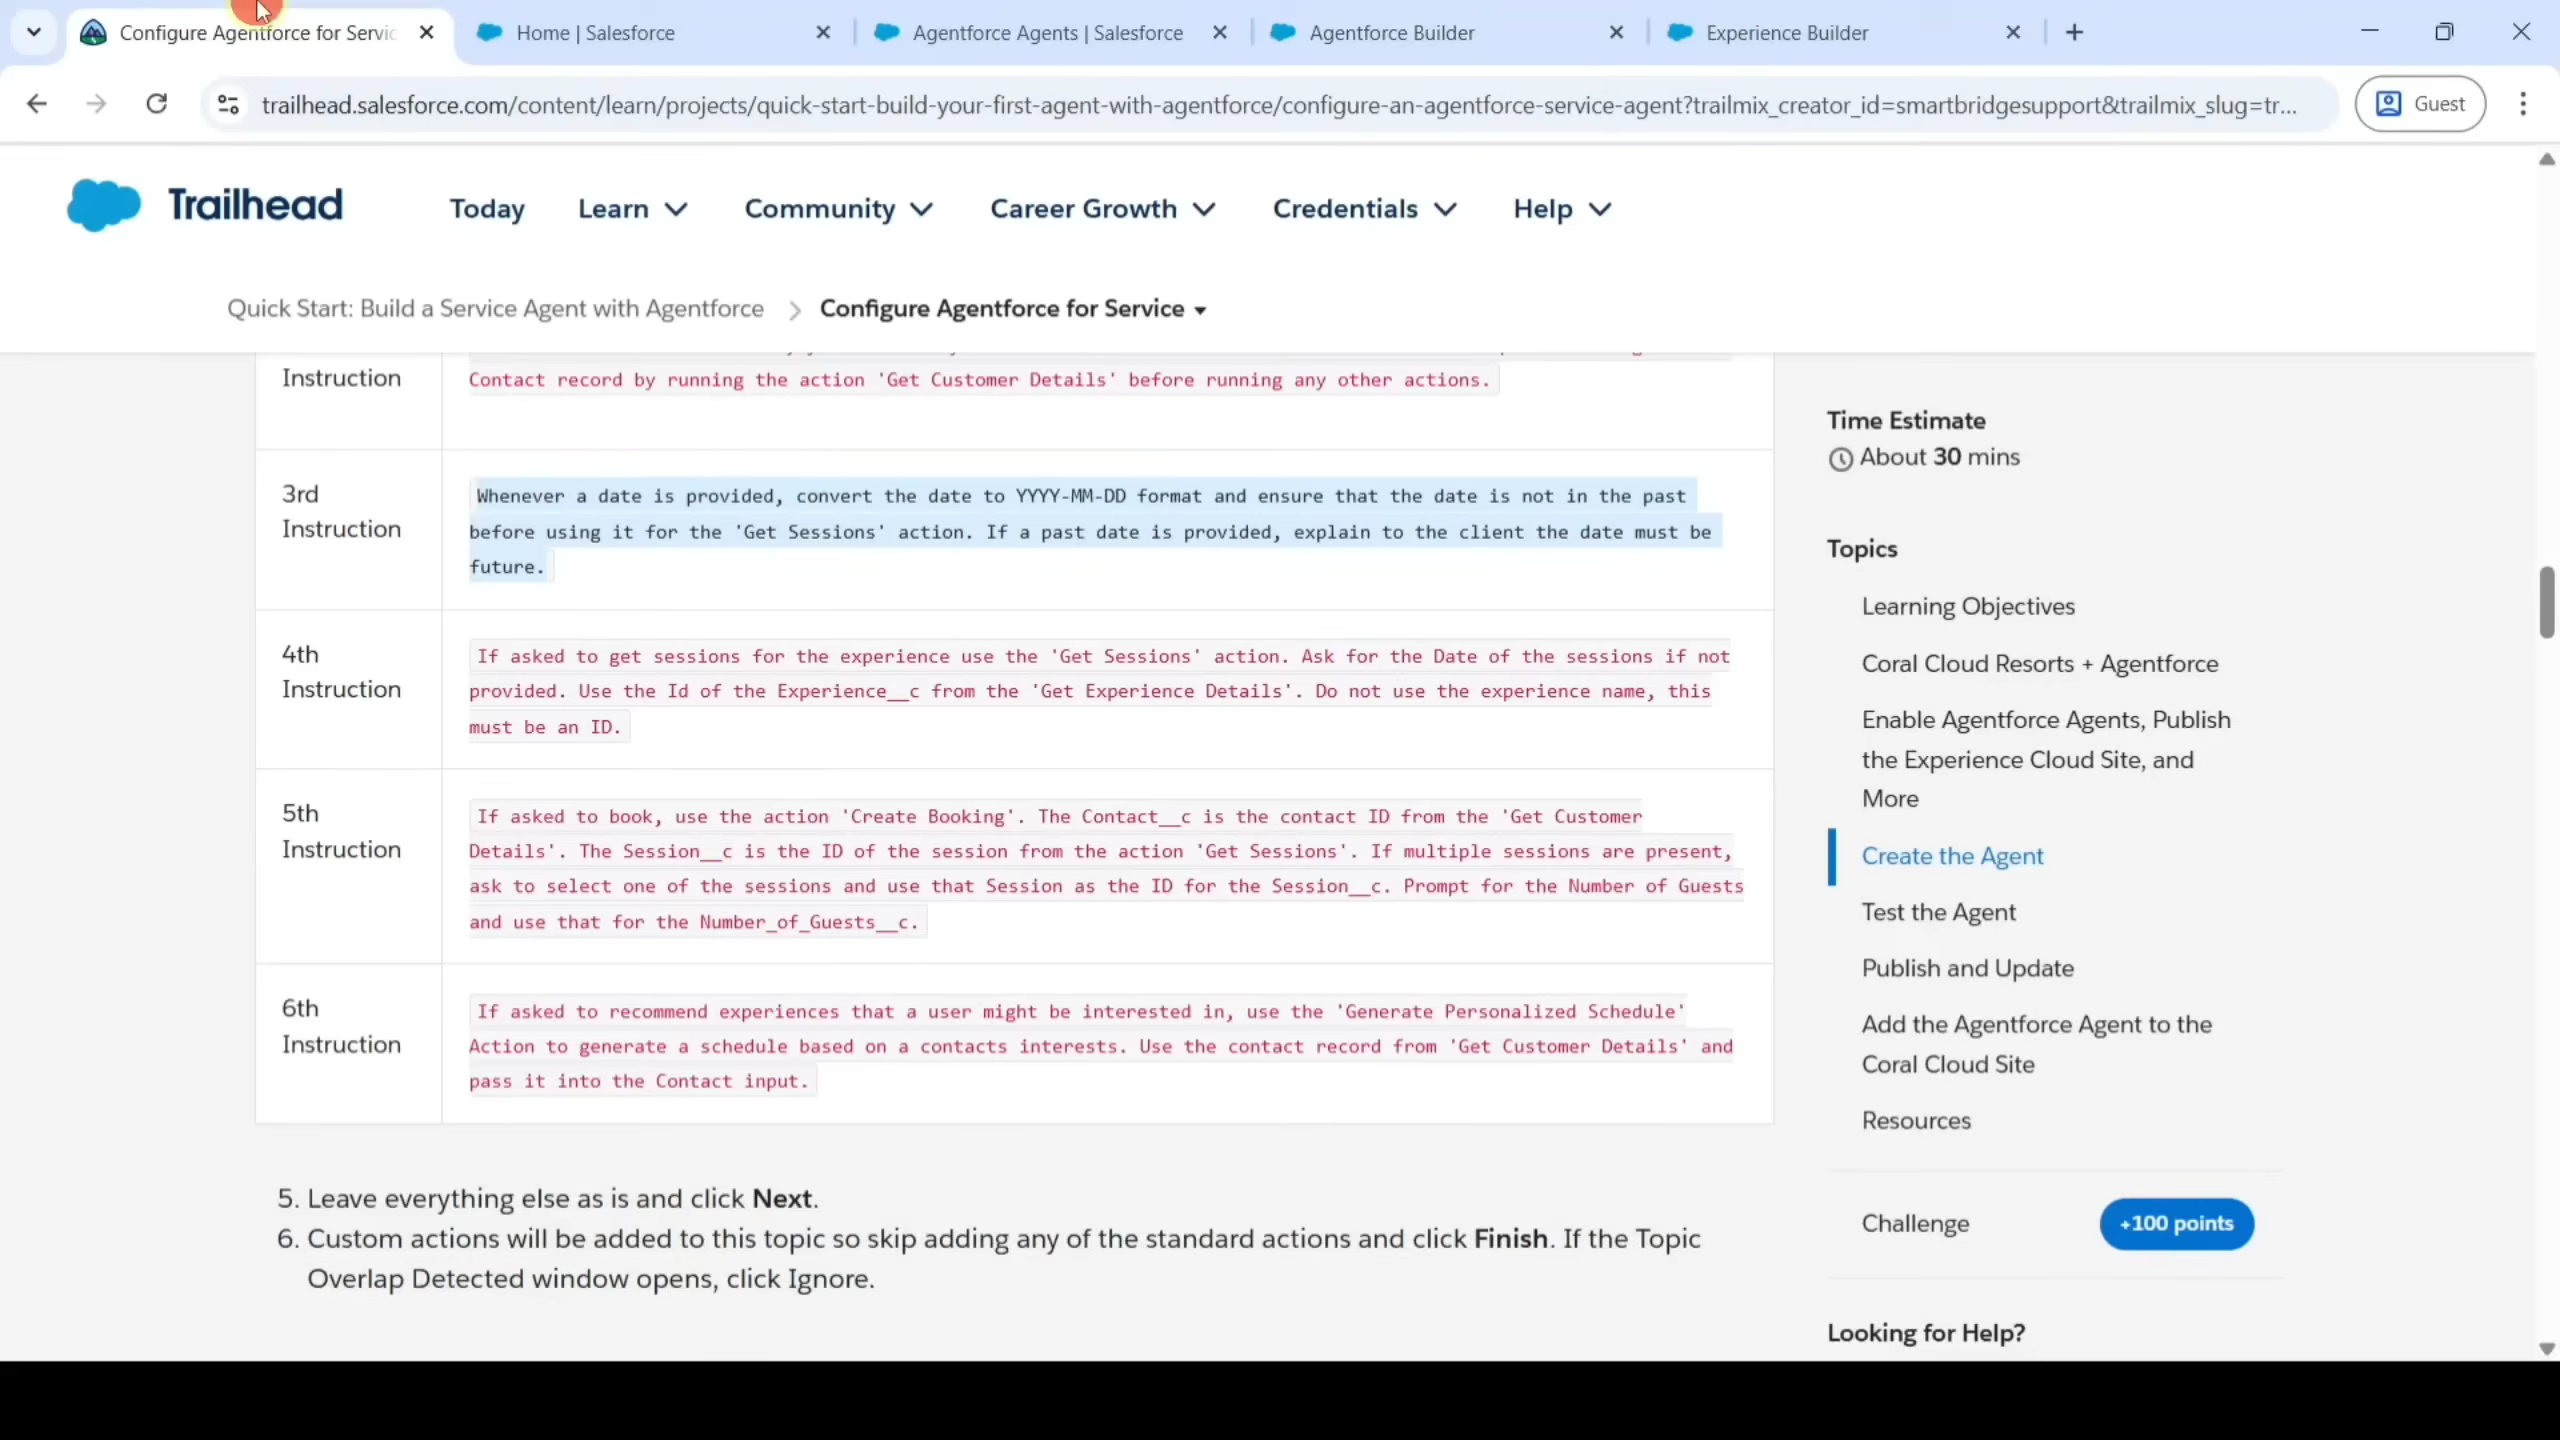 Configure Agentforce for Servic
Home | Salesforce
Agentforce Agents | Salesforce
Agentforce Builder
Experience Builder
trailhead.salesforce.com/content/learn/projects/quick-start-build-your-first-agent-with-agentforce/configure-an-agentforce-service-agent?trailmix_creator_id=smartbridgesupport&trailmix_slug=tr...
Guest
Trailhead
Today
Learn
Community
Career Growth
Credentials
Help
Quick Start: Build a Service Agent with Agentforce
Configure Agentforce for Service
Instruction
Contact record by running the action 'Get Customer Details' before running any other actions.
3rd
Instruction
Whenever a date is provided, convert the date to YYYY-MM-DD format and ensure that the date is not in the past
before using it for the 'Get Sessions' action. If a past date is provided, explain to the client the date must be
future.
4th
Instruction
If asked to get sessions for the experience use the 'Get Sessions' action. Ask for the Date of the sessions if not
provided. Use the Id of the Experience__c from the 'Get Experience Details'. Do not use the experience name, this
must be an ID.
5th
Instruction
If asked to book, use the action 'Create Booking'. The Contact__c is the contact ID from the 'Get Customer
Details'. The Session__c is the ID of the session from the action 'Get Sessions'. If multiple sessions are present,
ask to select one of the sessions and use that Session as the ID for the Session__c. Prompt for the Number of Guests
and use that for the Number_of_Guests__c.
6th
Instruction
If asked to recommend experiences that a user might be interested in, use the 'Generate Personalized Schedule'
Action to generate a schedule based on a contacts interests. Use the contact record from 'Get Customer Details' and
pass it into the Contact input.
5. Leave everything else as is and click Next.
6. Custom actions will be added to this topic so skip adding any of the standard actions and click Finish. If the Topic
Overlap Detected window opens, click Ignore.
Time Estimate
About 30 mins
Topics
Learning Objectives
Coral Cloud Resorts + Agentforce
Enable Agentforce Agents, Publish
the Experience Cloud Site, and
More
Create the Agent
Test the Agent
Publish and Update
Add the Agentforce Agent to the
Coral Cloud Site
Resources
Challenge
+100 points
Looking for Help?